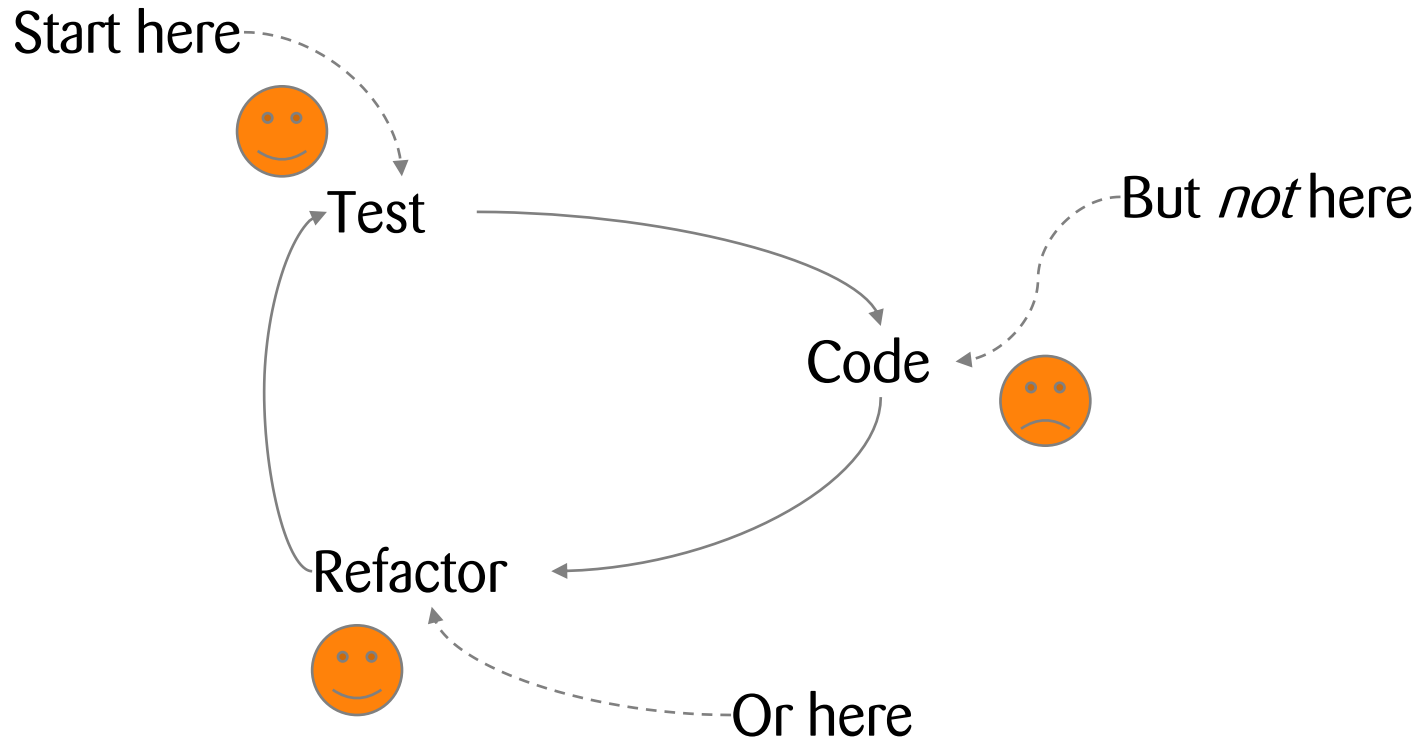 Start here
Test
But not here
Code
Refactor
Or here